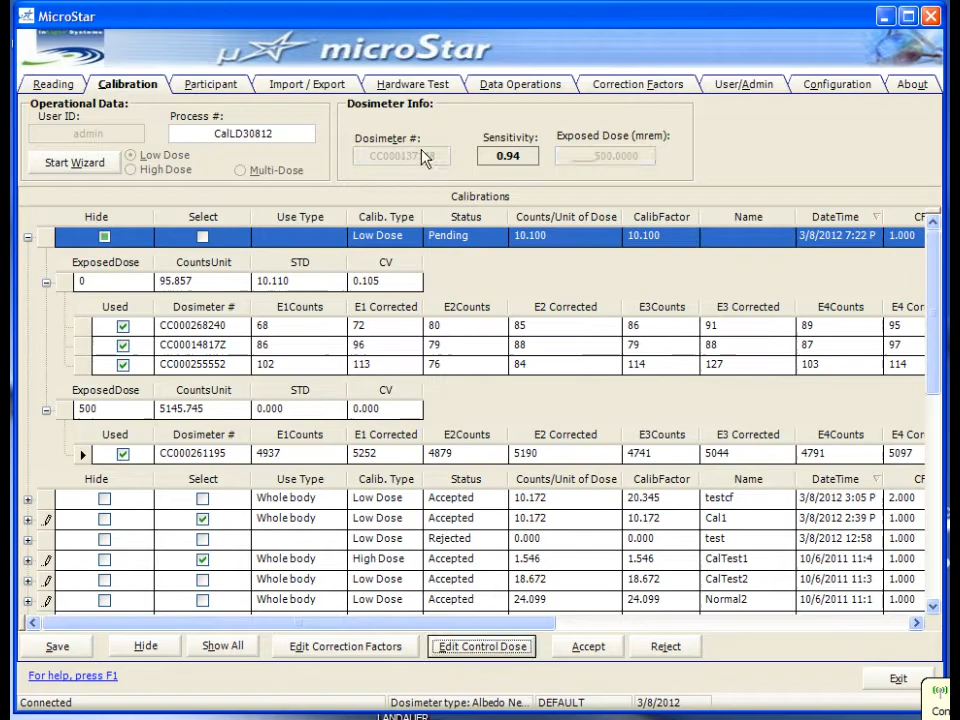 MicroStar
microStar
Reading Calibration Participant Import / Export Hardware Test Data Operations Correction Factors User/Admin Configuration About
Operational Data: Dosimeter Info:
User ID: Process #:
Dosimeter #: Sensitivity: Exposed Dose (mrem):
admin CalLD30812
0.94 500.0000
Start Wizard Low Dose
High Dose Multi-Dose
Calibrations
Hide Select Use Type Calib. Type Status Counts/Unit of Dose CalibFactor Name DateTime CF
Low Dose Pending 10.100 10.100 3/8/2012 7:22 P 1.000
ExposedDose CountsUnit STD CV
0 95.857 10.110 0.105
Used Dosimeter # E1Counts E1 Corrected E2Counts E2 Corrected E3Counts E3 Corrected E4Counts E4 Cor
CC000268240 68 72 80 85 86 91 89 95
CC00014817Z 86 96 79 88 79 88 87 97
CC000255552 102 113 76 84 114 127 103 114
ExposedDose CountsUnit STD CV
500 5145.745 0.000 0.000
Used Dosimeter # E1Counts E1 Corrected E2Counts E2 Corrected E3Counts E3 Corrected E4Counts E4 Cor
CC000261195 4937 5252 4879 5190 4741 5044 4791 5097
Hide Select Use Type Calib. Type Status Counts/Unit of Dose CalibFactor Name DateTime CF
Whole body Low Dose Accepted 10.172 20.345 testcf 3/8/2012 3:05 P 2.000
Whole body Low Dose Accepted 10.172 10.172 Cal1 3/8/2012 2:39 P 1.000
Low Dose Rejected 0.000 0.000 test 3/8/2012 12:58 1.000
Whole body High Dose Accepted 1.546 1.546 CalTest1 10/6/2011 11:4 1.000
Whole body Low Dose Accepted 18.672 18.672 CalTest2 10/6/2011 11:3 1.000
Whole body Low Dose Accepted 24.099 24.099 Normal2 10/6/2011 11:1 1.000
Save Hide Show All Edit Correction Factors Edit Control Dose Accept Reject
For help, press F1
Exit
Connected Dosimeter type: Albedo Ne... DEFAULT 3/8/2012
Con
LANDAUER